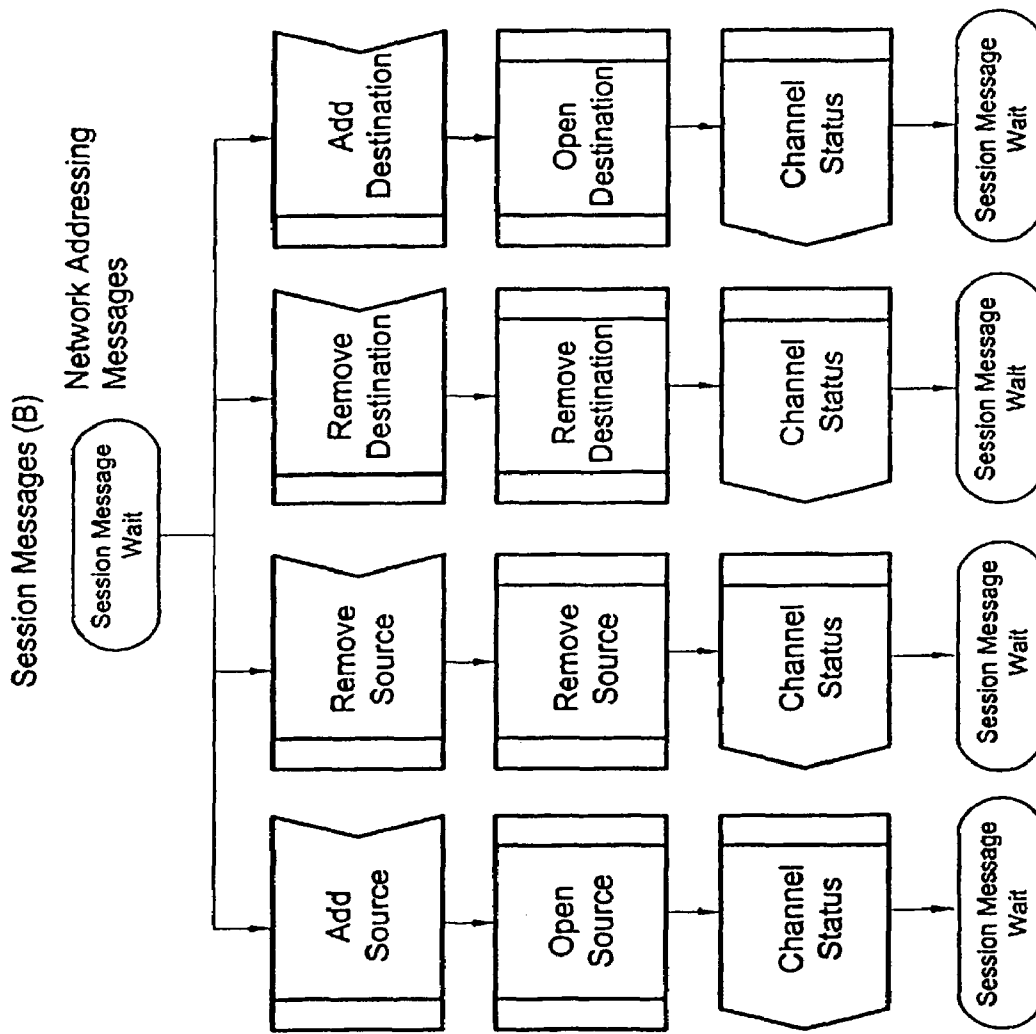 Session Messages (B)
Session Message
Wait
Network Addressing
Messages
Add
Source
Remove
Source
Remove
Destination
Add
Destination
Open
Source
Remove
Source
Remove
Destination
Open
Destination
Channel
Status
Channel
Status
Channel
Status
Channel
Status
Session Message
Wait
Session Message
Wait
Session Message
Wait
Session Message
Wait